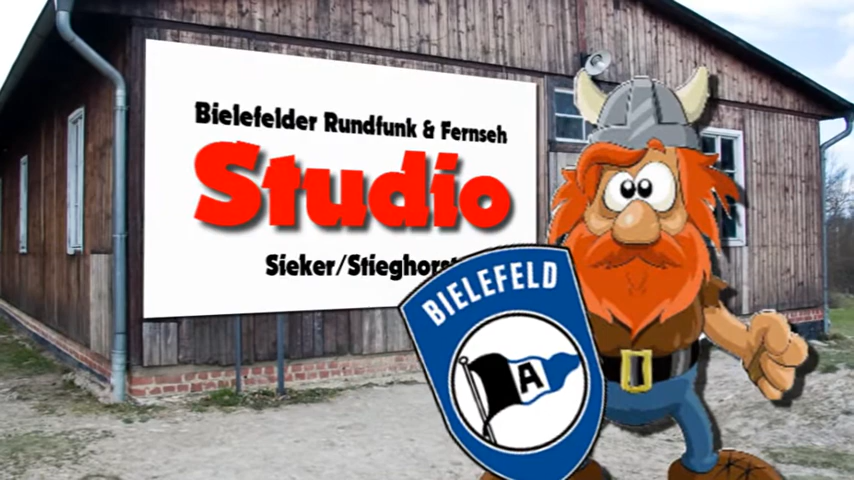 Bielefelder Rundfunk & Fernseh
Studio
Sieker/Stieghorst
BIELEFELD
A